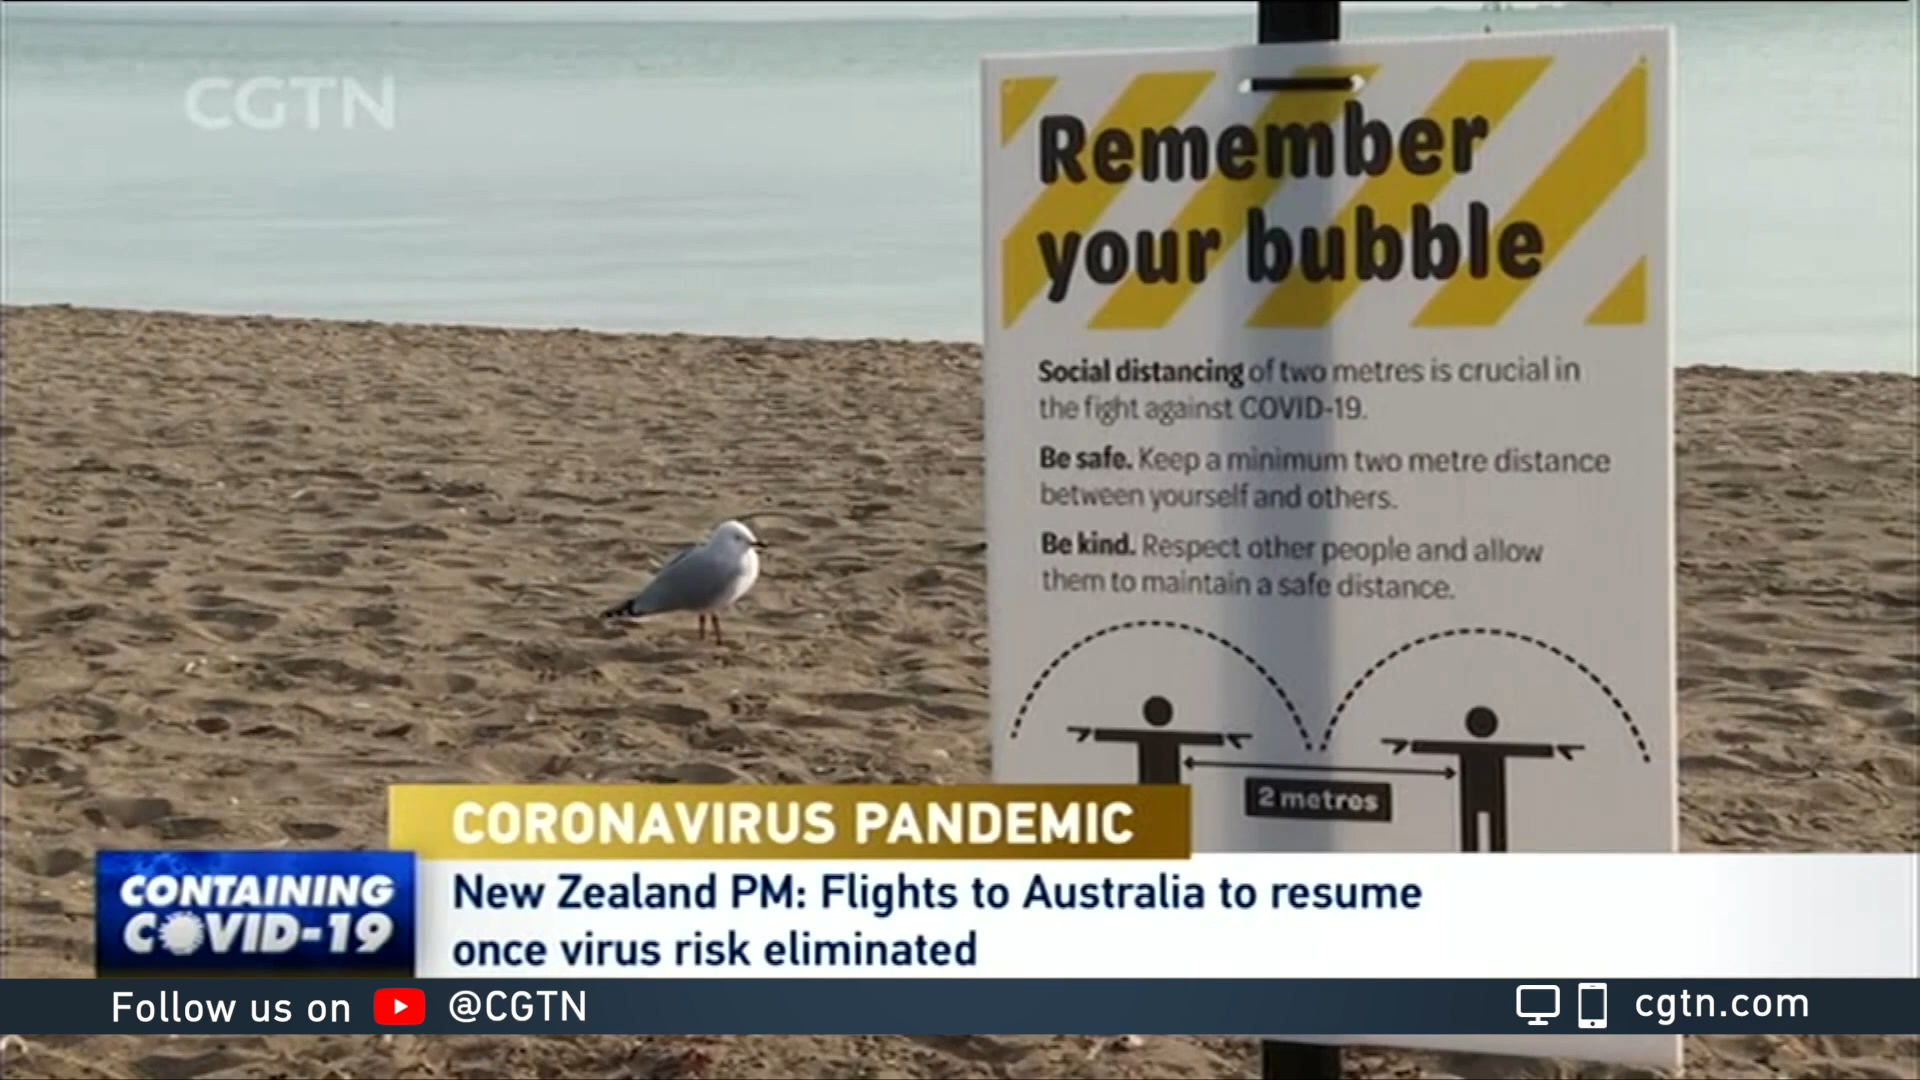 CGTN
Remember
your bubble
Social distancing of two metres is crucial in
the fight against COVID-19.
Be safe. Keep a minimum two metre distance
between yourself and others.
Be kind. Respect other people and allow
them to maintain a safe distance.
2 metres
CORONAVIRUS PANDEMIC
CONTAINING
COVID-19
New Zealand PM: Flights to Australia to resume
once virus risk eliminated
Follow us on @CGTN
cgtn.com